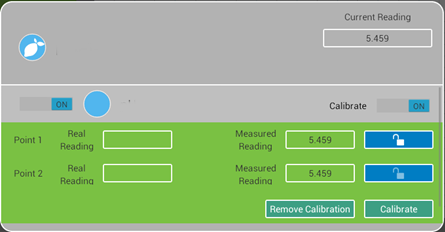 Current Reading
5.459
ON
Calibrate
ON
Point 1
Real
Reading
Measured
Reading
5.459
Point 2
Real
Reading
Measured
Reading
5.459
Remove Calibration
Calibrate